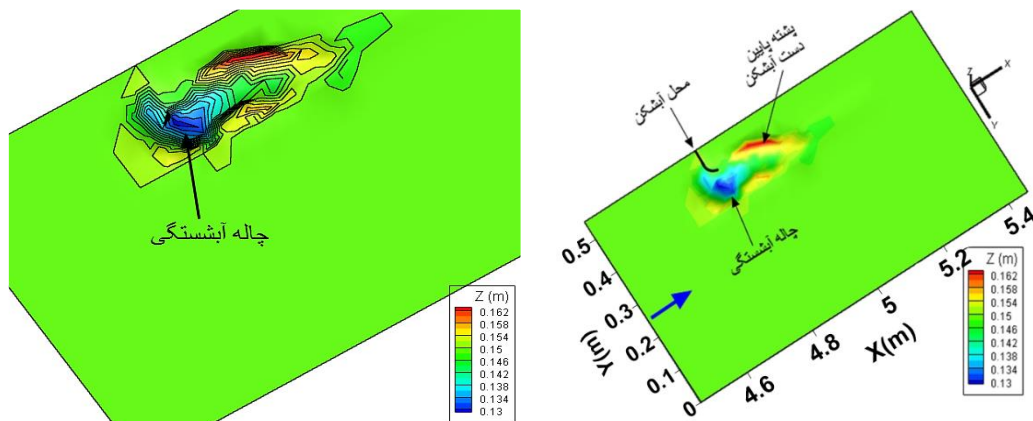 چاله آبشستگی
Z (m)
0.162
0.158
0.154
0.15
0.146
0.142
0.138
0.134
0.13
پشته پایین
دست آبشکن
محل آبشکن
چاله آبشستگی
Z
X
Y
0.5
0.4
0.3
0.2
0.1
0
Y(m)
4.6
4.8
5
5.2
5.4
X(m)
Z (m)
0.162
0.158
0.154
0.15
0.146
0.142
0.138
0.134
0.13